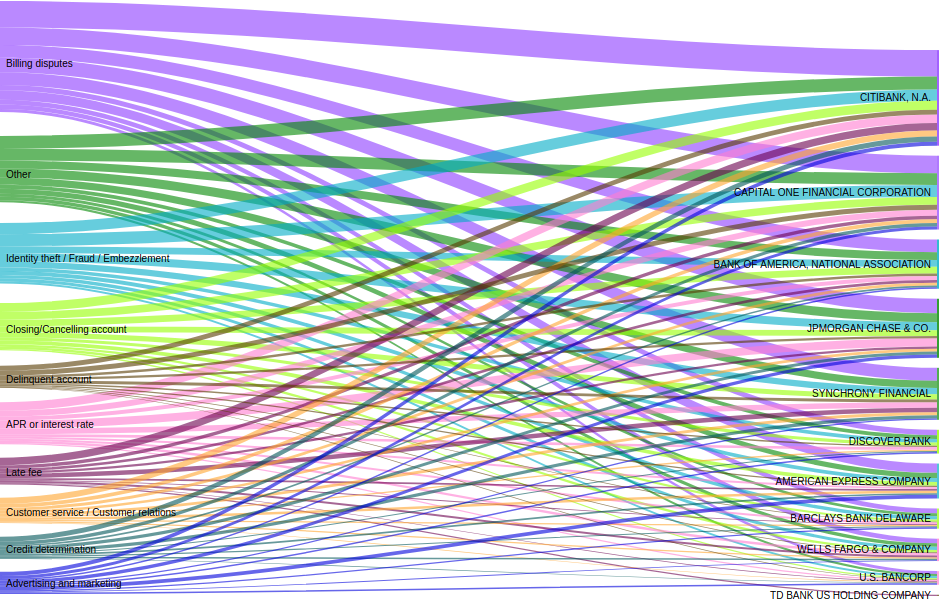 Billing disputes
Other
Identity theft / Fraud / Embezzlement
Closing/Cancelling account
Delinquent account
APR or interest rate
Late fee
Customer service / Customer relations
Credit determination
Advertising and marketing
CITIBANK, N.A.
CAPITAL ONE FINANCIAL CORPORATION
BANK OF AMERICA, NATIONAL ASSOCIATION
JPMORGAN CHASE & CO.
SYNCHRONY FINANCIAL
DISCOVER BANK
AMERICAN EXPRESS COMPANY
BARCLAYS BANK DELAWARE
WELLS FARGO & COMPANY
U.S. BANCORP
TD BANK US HOLDING COMPANY